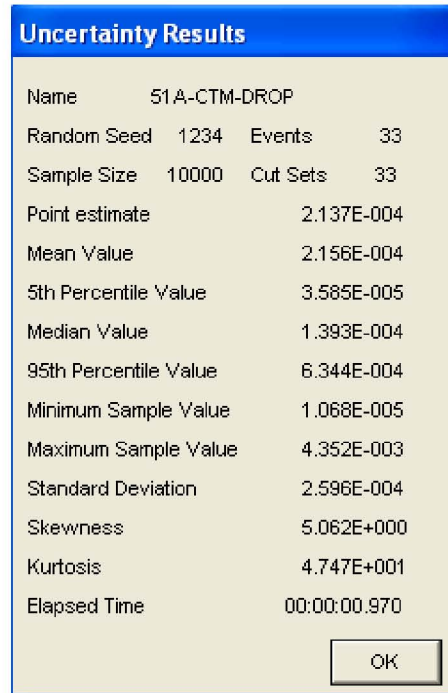 Uncertainty Results
Name 51A-CTM-DROP
Random Seed 1234 Events 33
Sample Size 10000 Cut Sets 33
Point estimate 2.137E-004
Mean Value 2.156E-004
5th Percentile Value 3.585E-005
Median Value 1.393E-004
95th Percentile Value 6.344E-004
Minimum Sample Value 1.068E-005
Maximum Sample Value 4.352E-003
Standard Deviation 2.596E-004
Skewness 5.062E+000
Kurtosis 4.747E+001
Elapsed Time 00:00:00.970
OK